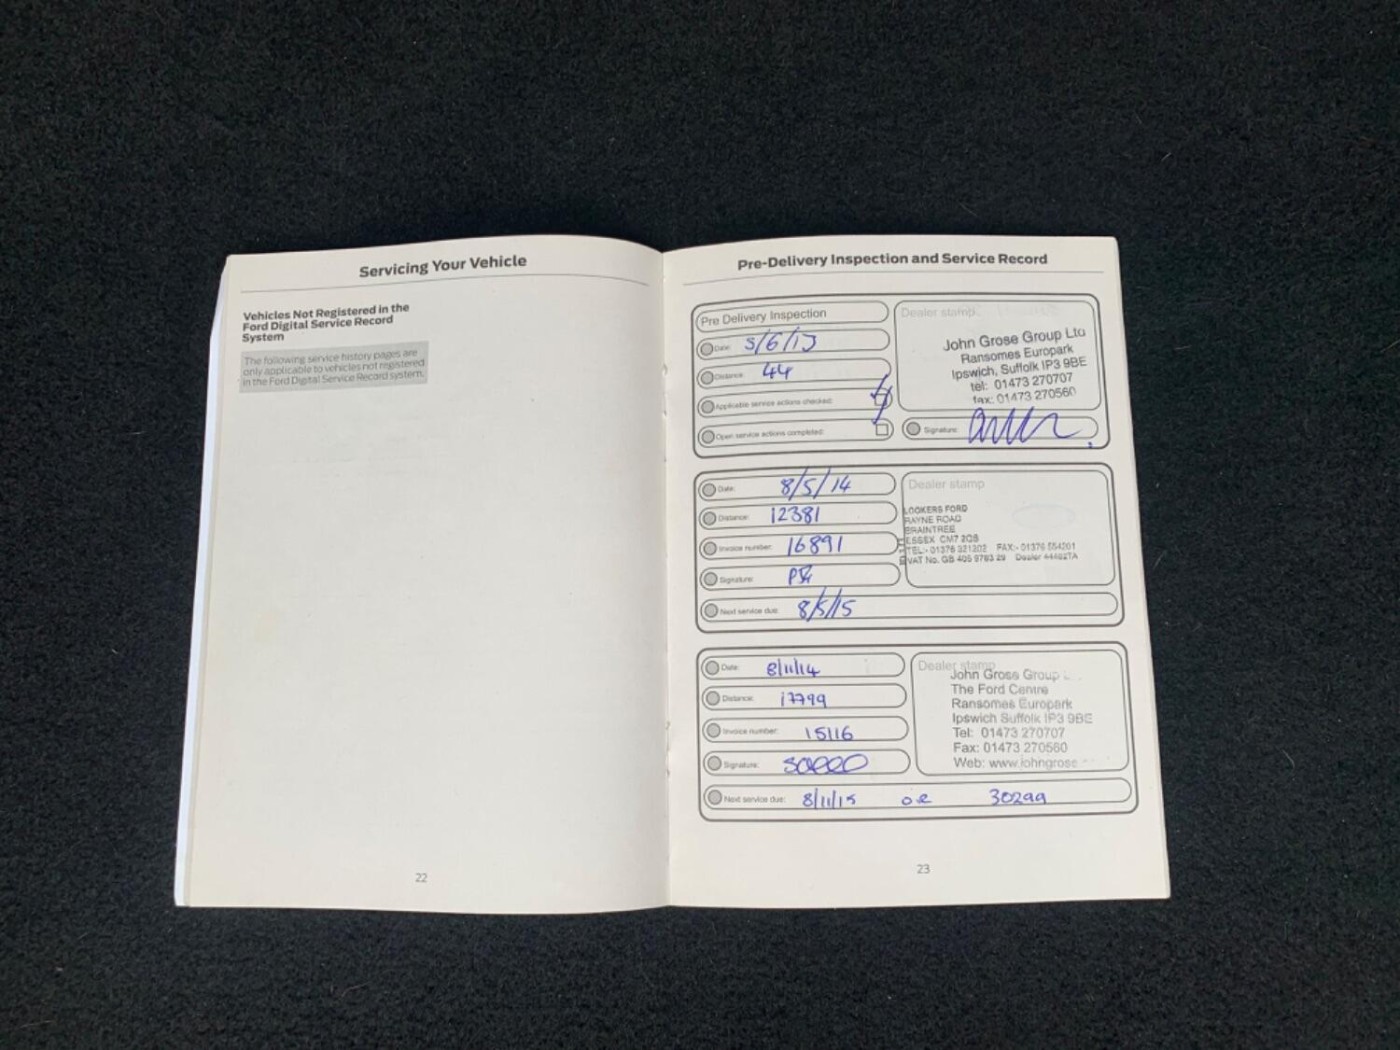 Servicing Your Vehicle
Vehicles Not Registered in the
Ford Digital Service Record
System
The following service history pages are
only applicable to vehicles not registered
in the Ford Digital Service Record system.
22
Pre-Delivery Inspection and Service Record
Pre Delivery Inspection
Date: 5/6/13
Distance: 44
Applicable service actions checked:
Open service actions completed:
Dealer stamp:
John Grose Group Ltd
Ransomes Europark
Ipswich, Suffolk IP3 9BE
tel: 01473 270707
fax: 01473 270560
Signature:
Date: 8/5/14
Distance: 12381
Invoice number: 16891
Signature:
Next service due: 8/5/15
Dealer stamp
LOOKERS FORD
RAYNE ROAD
BRAINTREE
ESSEX CM7 2QS
TEL:- 01376 321202 FAX:- 01376 554201
VAT No. GB 405 9763 29 Dealer 44482TA
Date: 8/11/14
Distance: 17799
Invoice number: 15116
Signature:
Next service due: 8/11/15 OR 30299
Dealer stamp
John Grose Group
The Ford Centre
Ransomes Europark
Ipswich Suffolk IP3 9BE
Tel: 01473 270707
Fax: 01473 270560
Web: www.johngrose
23